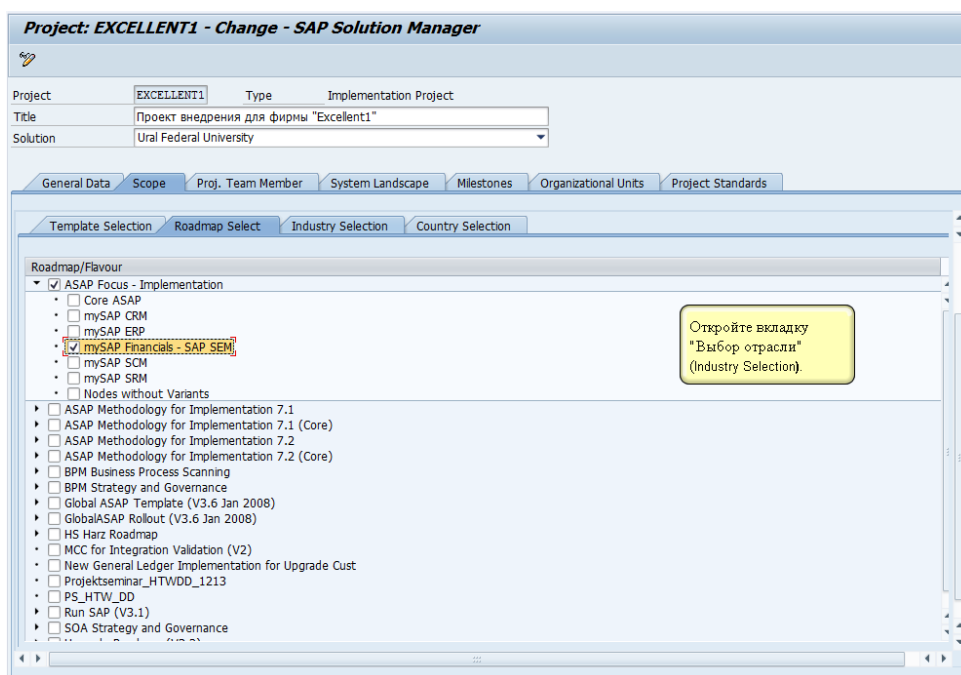 Project: EXCELLENT1 - Change - SAP Solution Manager
Project EXCELLENT1 Type Implementation Project
Title Проект внедрения для фирмы "Excellent1"
Solution Ural Federal University
General Data Scope Proj. Team Member System Landscape Milestones Organizational Units Project Standards
Template Selection Roadmap Select Industry Selection Country Selection
Roadmap/Flavour
ASAP Focus - Implementation
Core ASAP
mySAP CRM
mySAP ERP
mySAP Financials - SAP SEM
mySAP SCM
mySAP SRM
Nodes without Variants
Откройте вкладку
"Выбор отрасли"
(Industry Selection).
ASAP Methodology for Implementation 7.1
ASAP Methodology for Implementation 7.1 (Core)
ASAP Methodology for Implementation 7.2
ASAP Methodology for Implementation 7.2 (Core)
BPM Business Process Scanning
BPM Strategy and Governance
Global ASAP Template (V3.6 Jan 2008)
GlobalASAP Rollout (V3.6 Jan 2008)
HS Harz Roadmap
MCC for Integration Validation (V2)
New General Ledger Implementation for Upgrade Cust
Projektseminar_HTWDD_1213
PS_HTW_DD
Run SAP (V3.1)
SOA Strategy and Governance